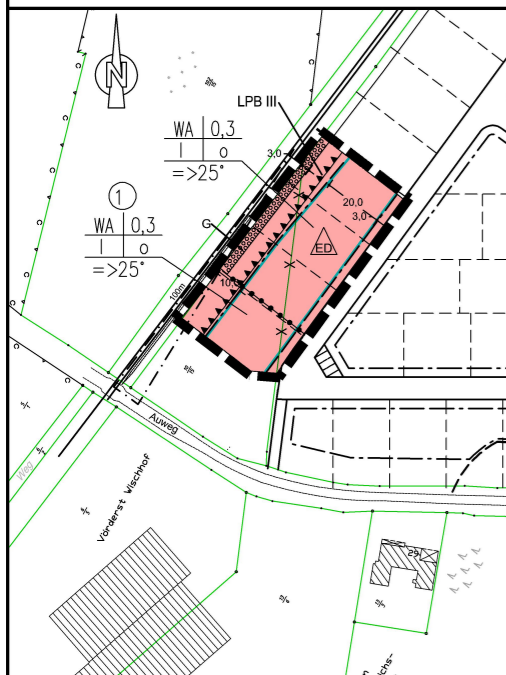 N
LPB III
WA 0,3
I o
=>25°
3,0
1
WA 0,3
I o
=>25°
G
20,0
3,0
ED
10,0
100m
Auweg
Weg
Vörderst Wischhof
29